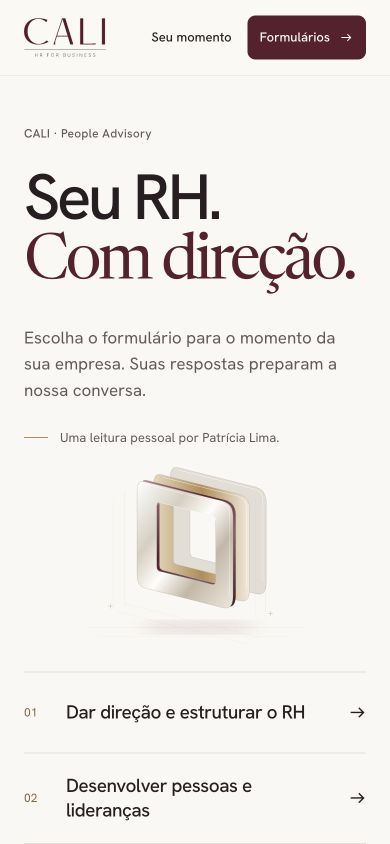 CALI
HR FOR BUSINESS
Seu momento
Formulários →
CALI · People Advisory
Seu RH.
Com direção.
Escolha o formulário para o momento da
sua empresa. Suas respostas preparam a
nossa conversa.
Uma leitura pessoal por Patrícia Lima.
01 Dar direção e estruturar o RH →
02 Desenvolver pessoas e
lideranças →